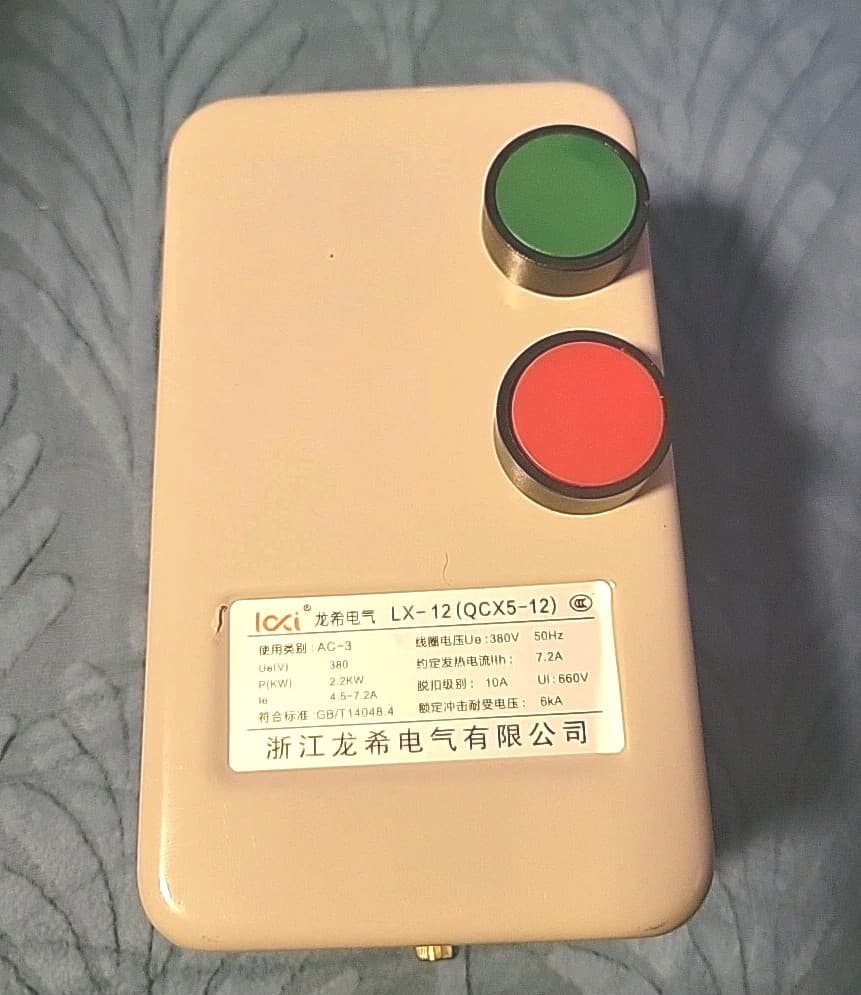 loxi® 龙希电气 LX-12(QCX5-12) CCC
使用类别:AC-3 线圈电压Ue:380V 50Hz
Ue(V) 380 约定发热电流Ith: 7.2A
P(KW) 2.2KW 脱扣级别: 10A Ui:660V
Ie 4.5-7.2A 额定冲击耐受电压: 6kA
符合标准:GB/T14048.4
浙江龙希电气有限公司